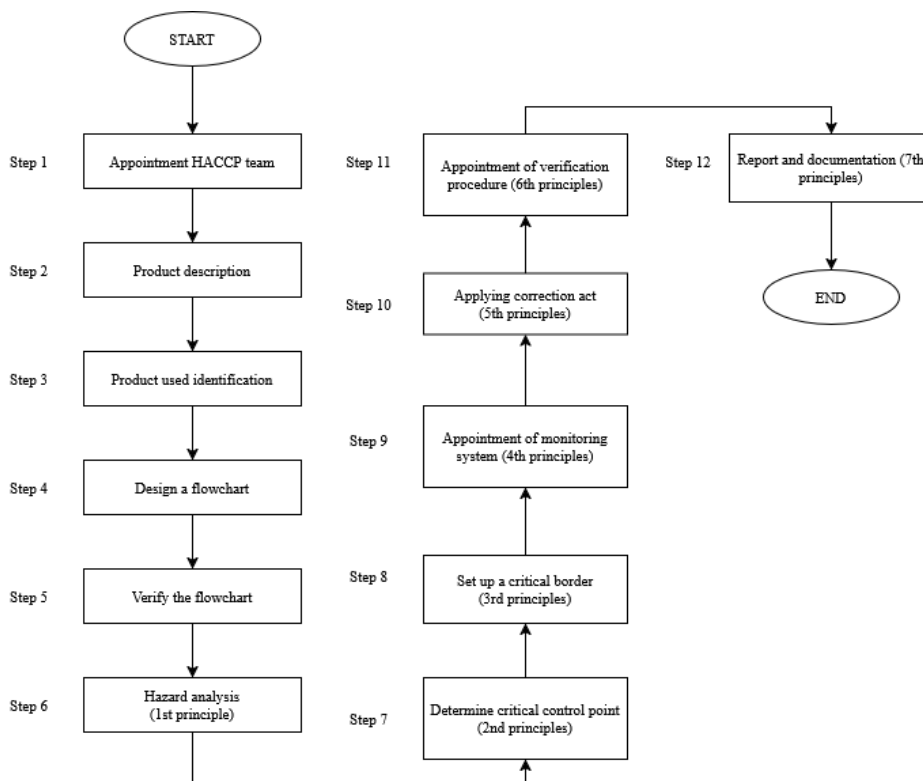 START
Step 1
Appointment HACCP team
Step 2
Product description
Step 3
Product used identification
Step 4
Design a flowchart
Step 5
Verify the flowchart
Step 6
Hazard analysis
(1st principle)
Step 7
Determine critical control point
(2nd principles)
Step 8
Set up a critical border
(3rd principles)
Step 9
Appointment of monitoring
system (4th principles)
Step 10
Applying correction act
(5th principles)
Step 11
Appointment of verification
procedure (6th principles)
Step 12
Report and documentation (7th
principles)
END